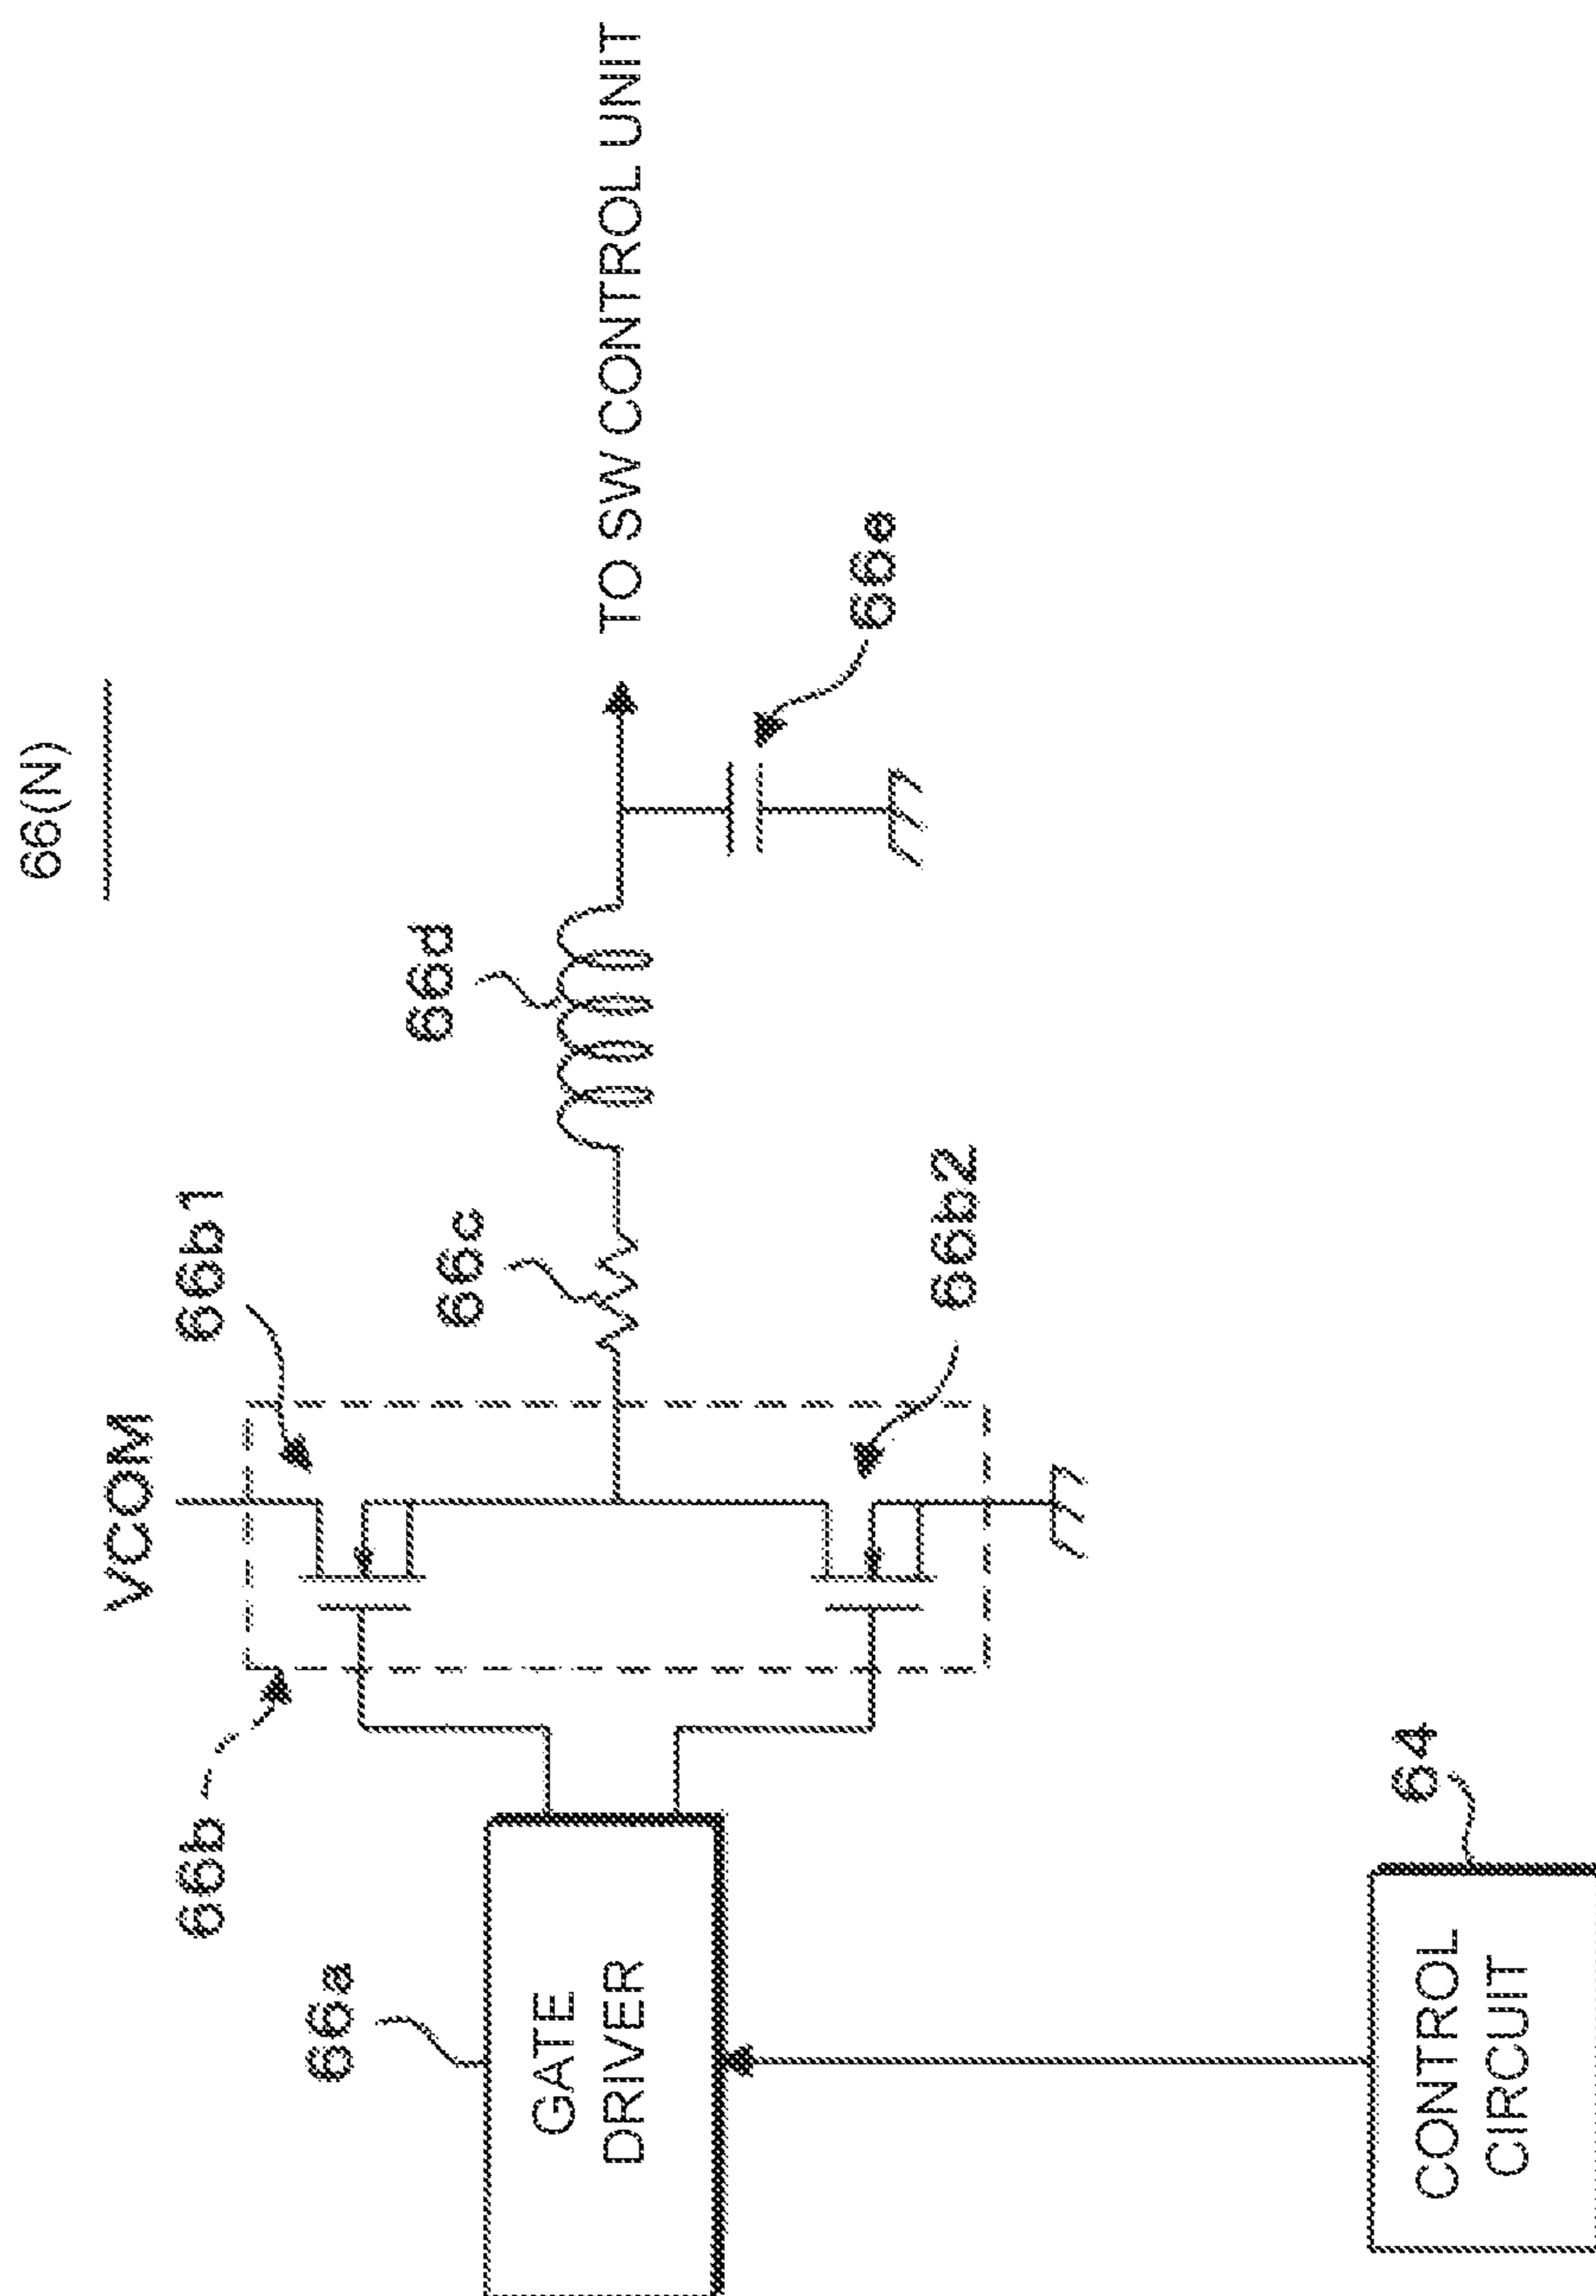 66(N)
VCOM
66b
66b1
66a
66c
66d
GATE
DRIVER
TO SW CONTROL UNIT
66e
66b2
64
CONTROL
CIRCUIT